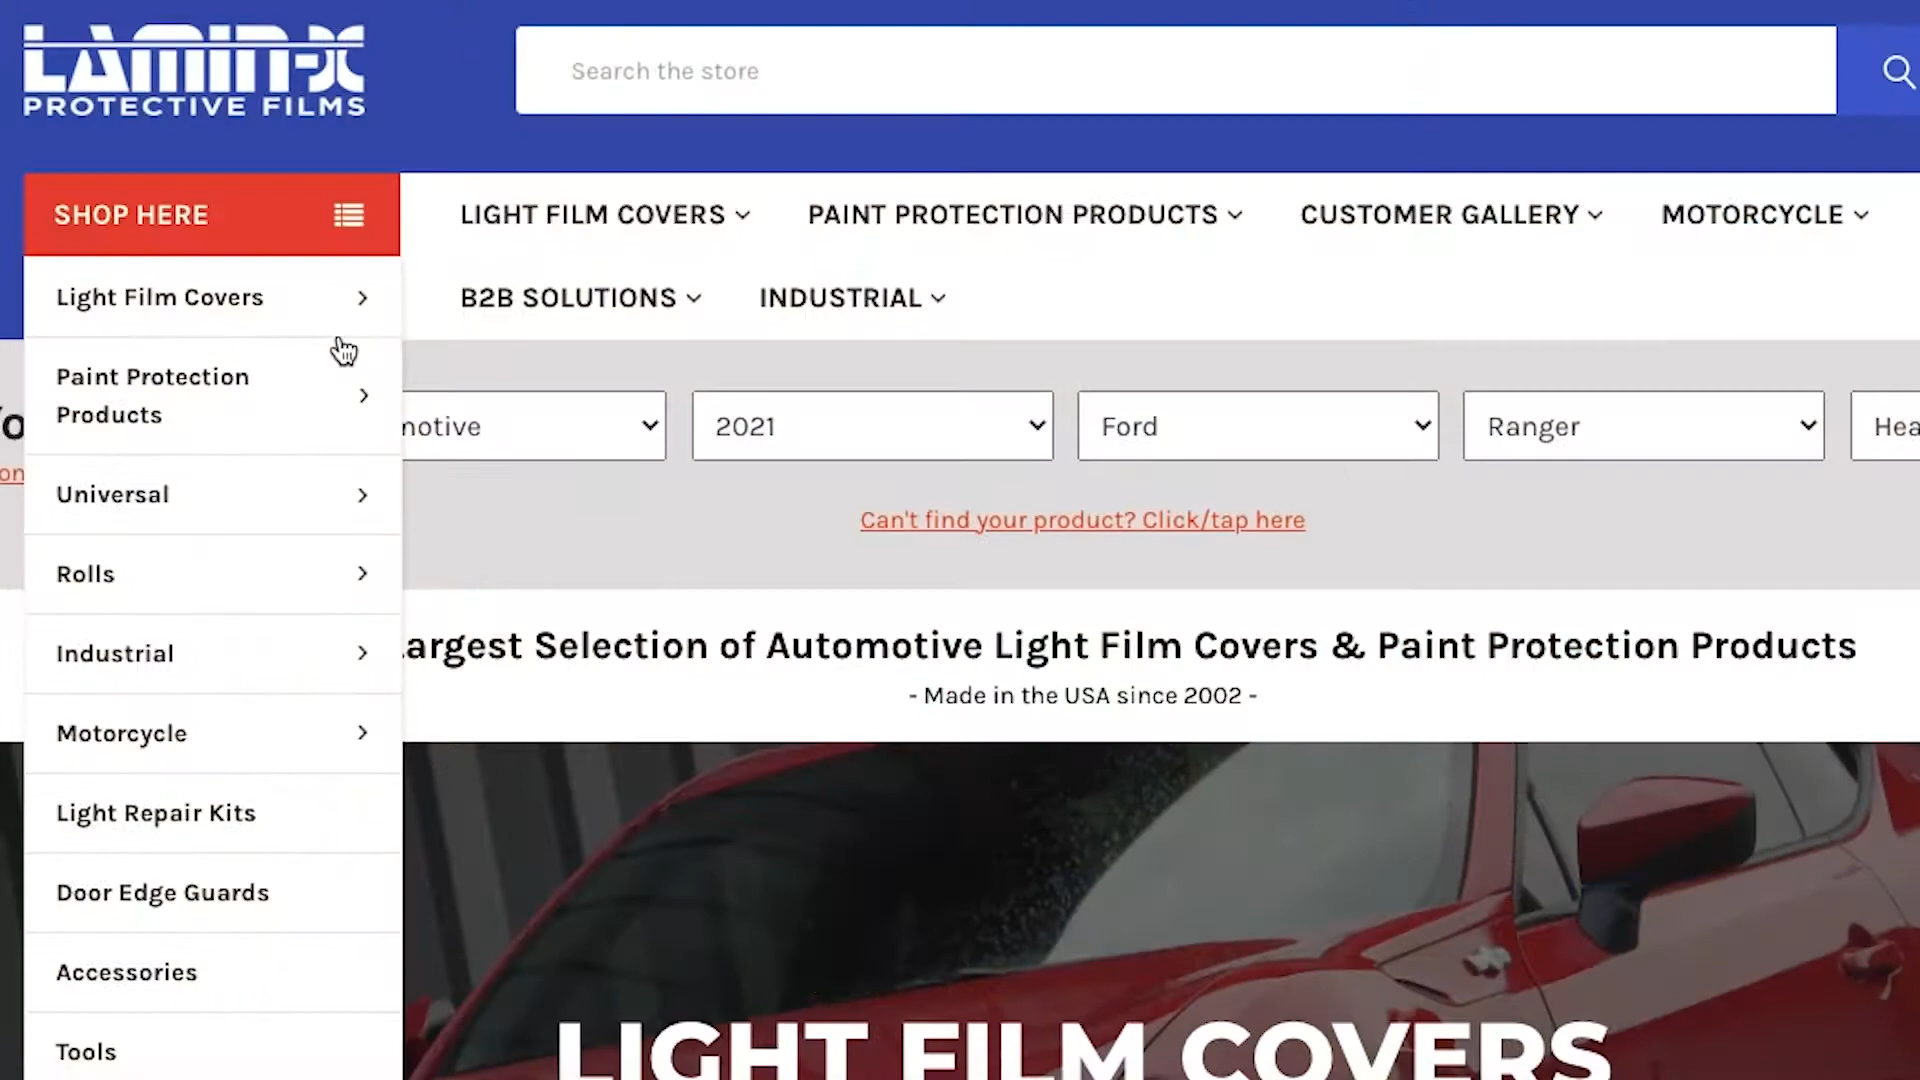 LAMIN-X
PROTECTIVE FILMS
Search the store
SHOP HERE
LIGHT FILM COVERS
PAINT PROTECTION PRODUCTS
CUSTOMER GALLERY
MOTORCYCLE
B2B SOLUTIONS
INDUSTRIAL
Light Film Covers
Paint Protection
Products
Universal
Rolls
Industrial
Motorcycle
Light Repair Kits
Door Edge Guards
Accessories
Tools
2021
Ford
Ranger
Can't find your product? Click/tap here
Selection of Automotive Light Film Covers & Paint Protection Products
- Made in the USA since 2002 -
LIGHT FILM COVERS